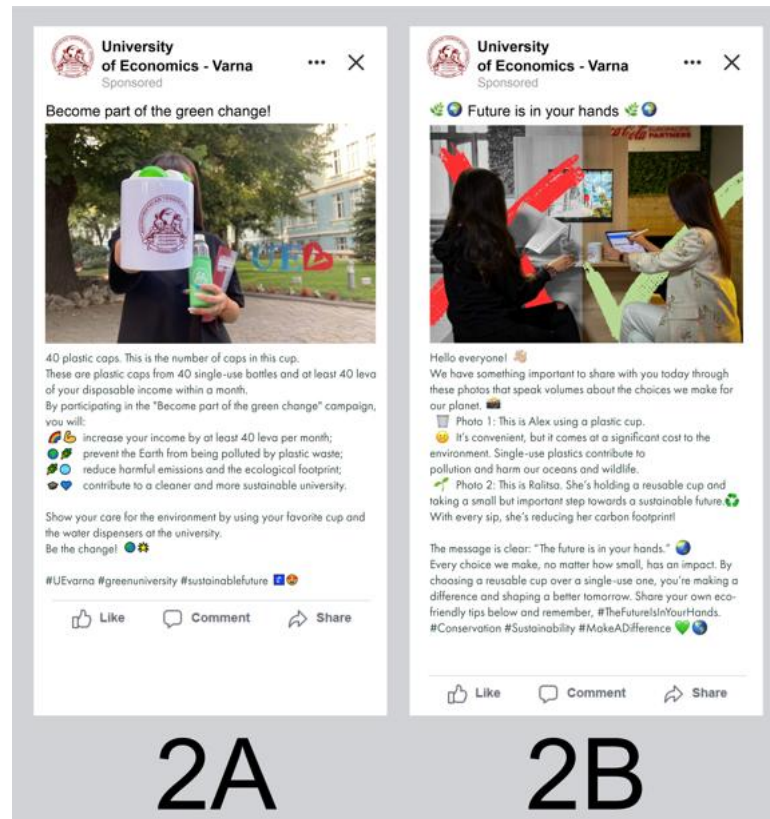 University
of Economics - Varna
Sponsored
Become part of the green change!
UE
40 plastic caps. This is the number of caps in this cup.
These are plastic caps from 40 single-use bottles and at least 40 leva
of your disposable income within a month.
By participating in the "Become part of the green change" campaign,
you will:
🌈💪 increase your income by at least 40 leva per month;
prevent the Earth from being polluted by plastic waste;
reduce harmful emissions and the ecological footprint;
🎓💙 contribute to a cleaner and more sustainable university.
Show your care for the environment by using your favorite cup and
the water dispensers at the university.
Be the change!
#UEvarna #greenuniversity #sustainablefuture
Like Comment Share
2A
University
of Economics - Varna
Sponsored
🌿🌍 Future is in your hands 🌿🌍
EUROPACIFIC
PARTNERS
Hello everyone! 👋🏼
We have something important to share with you today through
these photos that speak volumes about the choices we make for
our planet. 📸
🗑️ Photo 1: This is Alex using a plastic cup.
It's convenient, but it comes at a significant cost to the
environment. Single-use plastics contribute to
pollution and harm our oceans and wildlife.
🌱 Photo 2: This is Ralitsa. She's holding a reusable cup and
taking a small but important step towards a sustainable future.♻️
With every sip, she's reducing her carbon footprint!
The message is clear: "The future is in your hands." 🌍
Every choice we make, no matter how small, has an impact. By
choosing a reusable cup over a single-use one, you're making a
difference and shaping a better tomorrow. Share your own eco-
friendly tips below and remember, #TheFutureIsInYourHands.
#Conservation #Sustainability #MakeADifference 💚🌍
Like Comment Share
2B